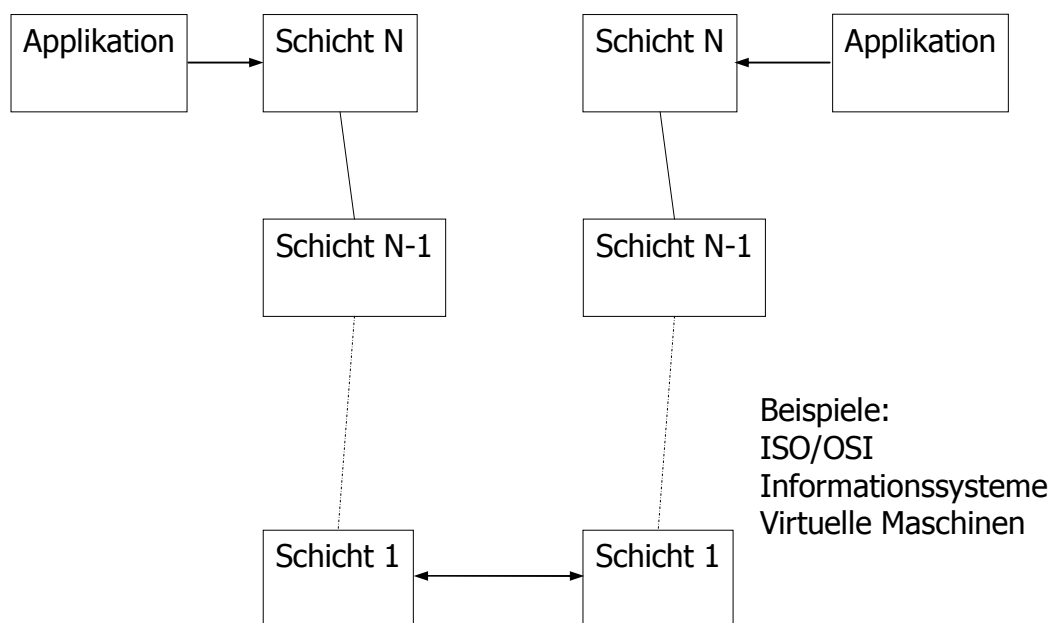 Applikation
Schicht N
Schicht N
Applikation
Schicht N-1
Schicht N-1
Beispiele:
ISO/OSI
Informationssysteme
Virtuelle Maschinen
Schicht 1
Schicht 1